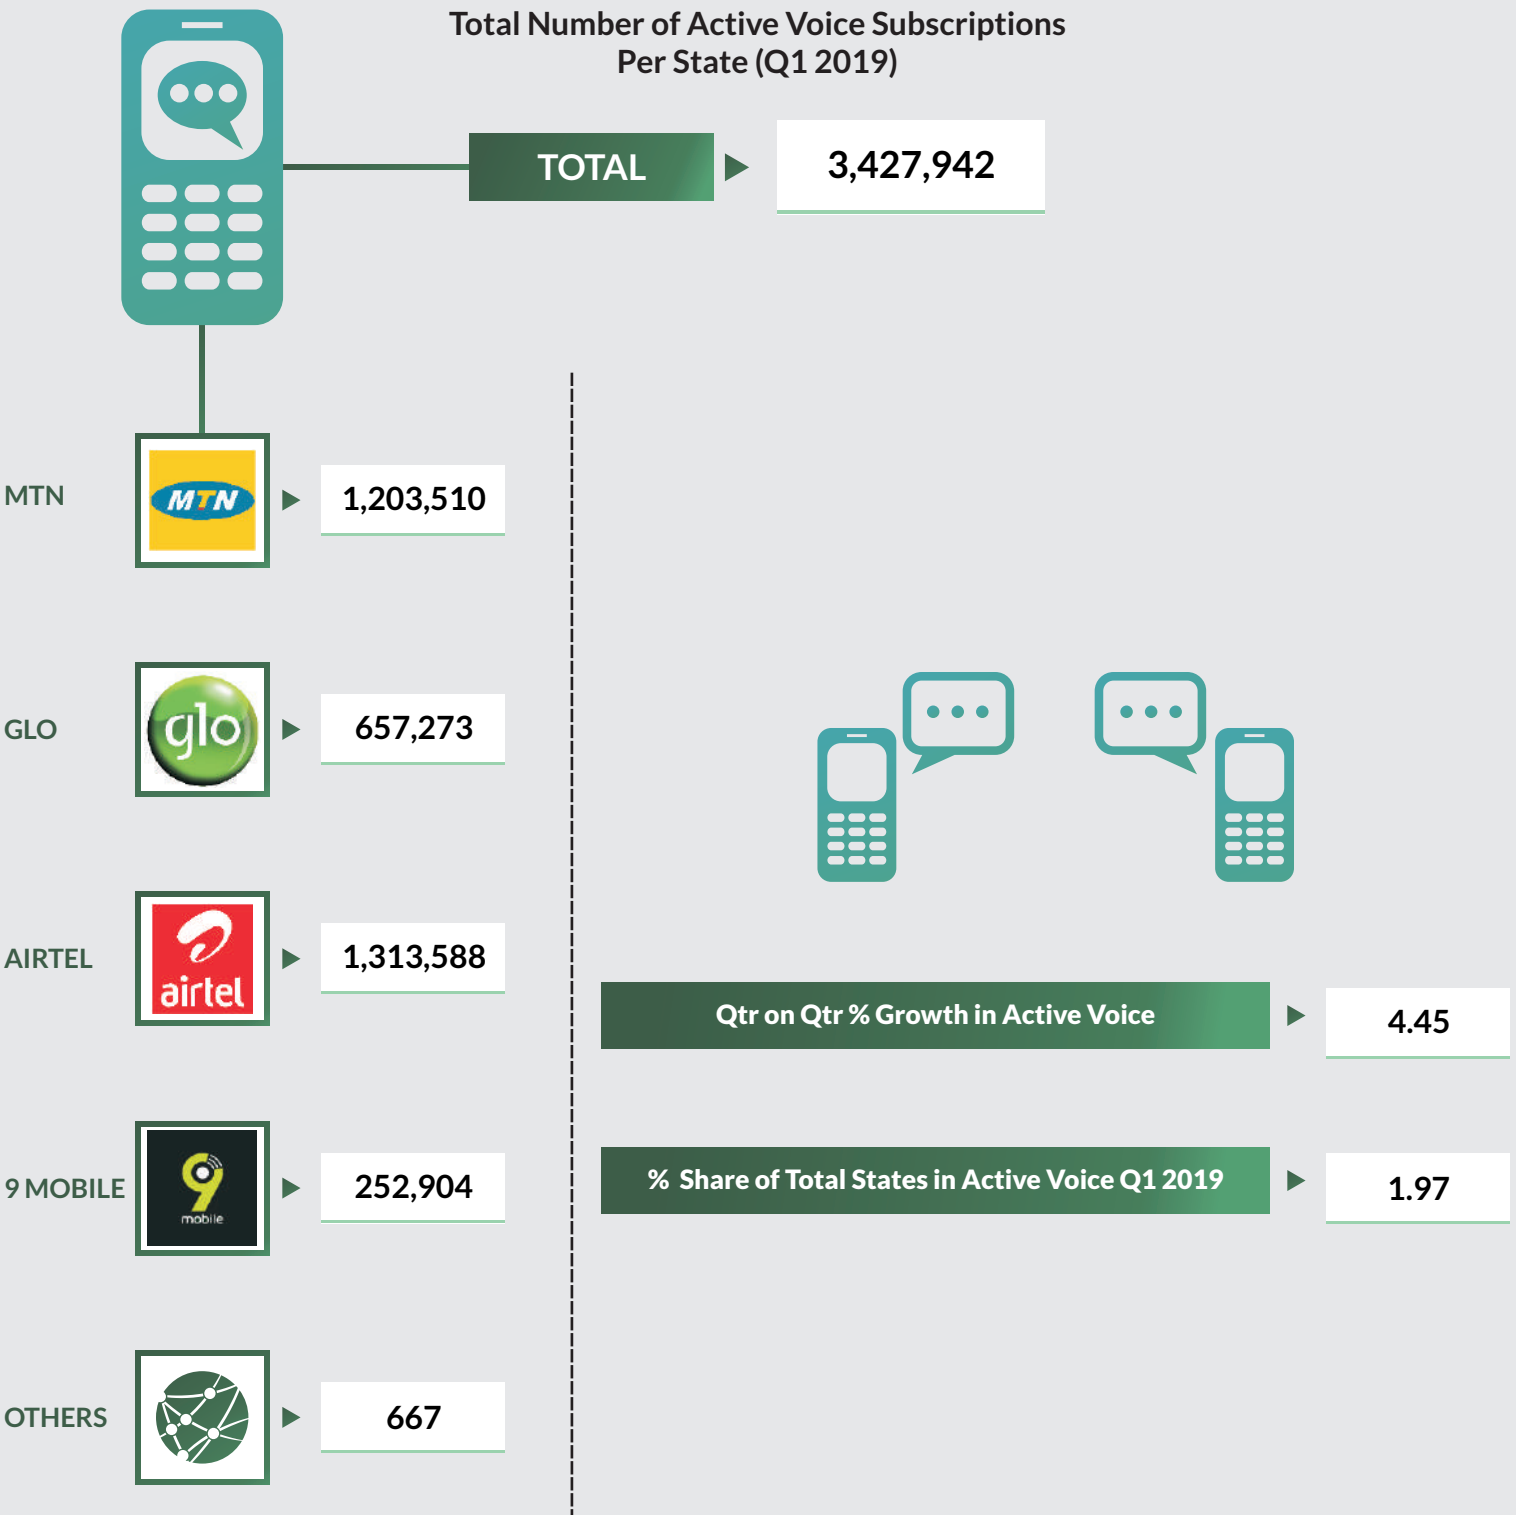 Total Number of Active Voice Subscriptions
Per State (Q1 2019)
TOTAL
3,427,942
MTN
MTN
1,203,510
GLO
glo
657,273
AIRTEL
airtel
1,313,588
9 MOBILE
9
mobile
252,904
OTHERS
667
Qtr on Qtr % Growth in Active Voice
4.45
% Share of Total States in Active Voice Q1 2019
1.97